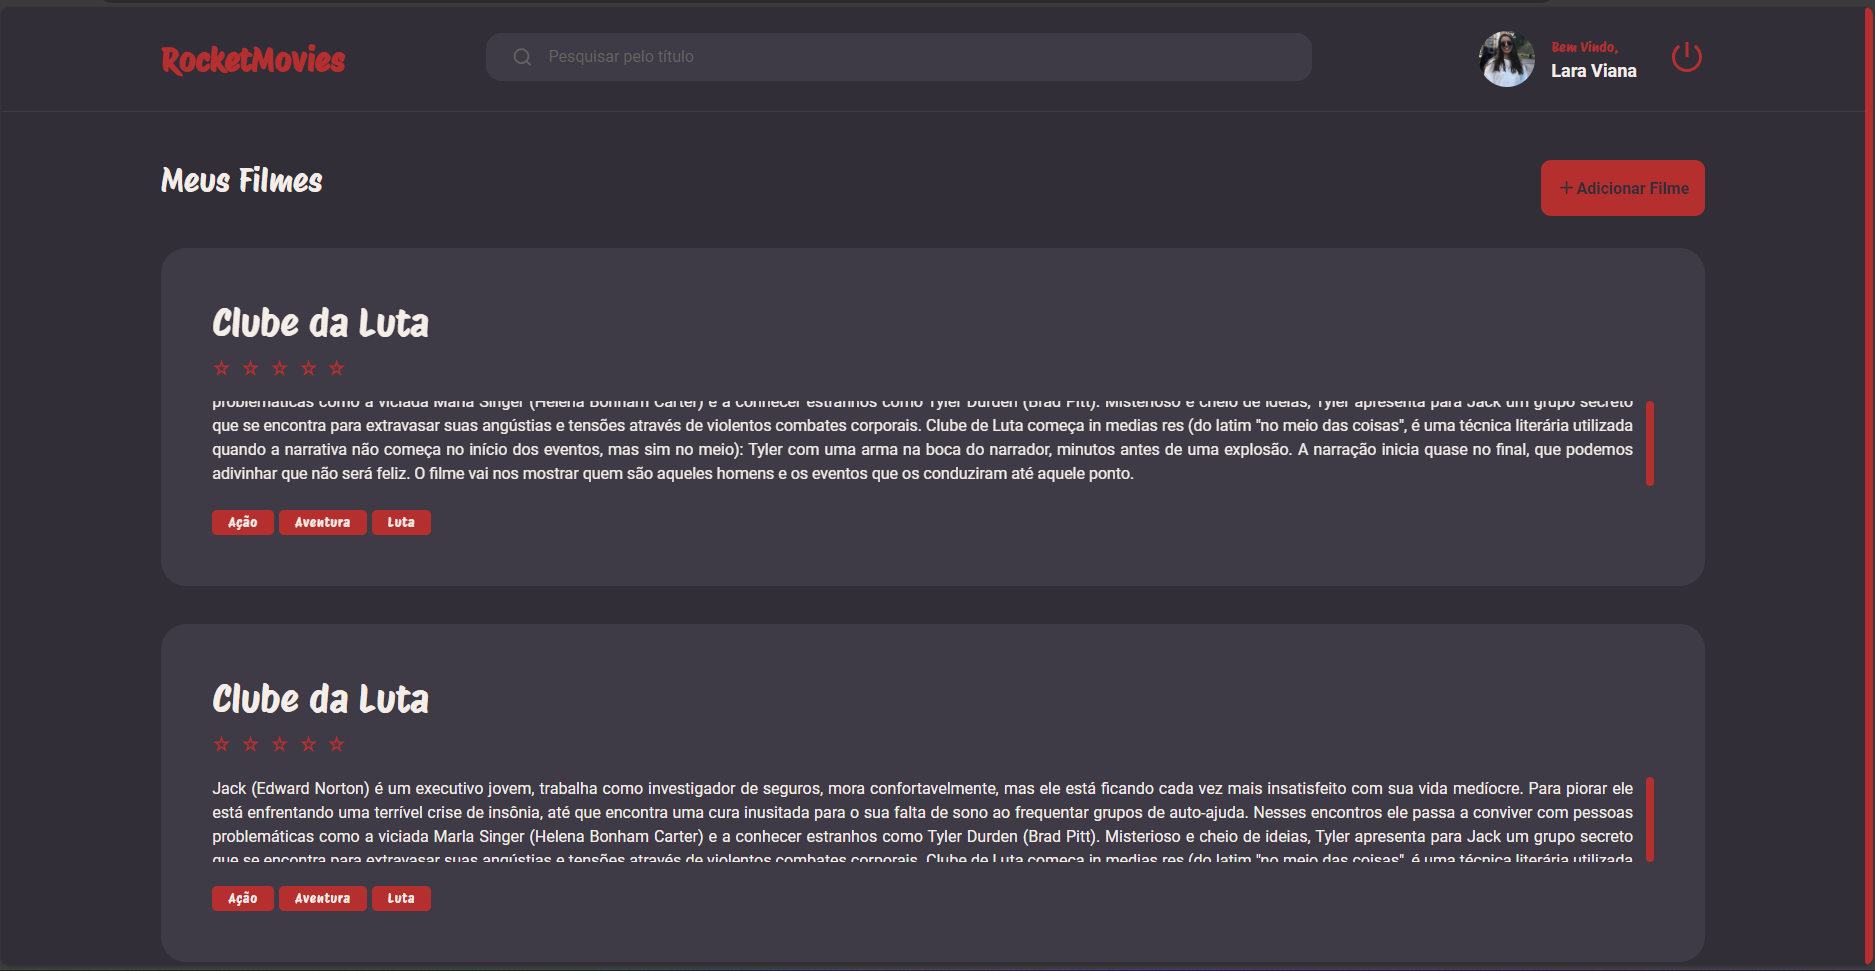 RocketMovies
Pesquisar pelo título
Bem Vindo,
Lara Viana
Meus Filmes
Adicionar Filme
Clube da Luta
problemáticas como a viciada Marla Singer (Helena Bonham Carter) e a conhecer estranhos como Tyler Durden (Brad Pitt). Misterioso e cheio de ideias, Tyler apresenta para Jack um grupo secreto
que se encontra para extravasar suas angústias e tensões através de violentos combates corporais. Clube de Luta começa in medias res (do latim "no meio das coisas", é uma técnica literária utilizada
quando a narrativa não começa no início dos eventos, mas sim no meio): Tyler com uma arma na boca do narrador, minutos antes de uma explosão. A narração inicia quase no final, que podemos
adivinhar que não será feliz. O filme vai nos mostrar quem são aqueles homens e os eventos que os conduziram até aquele ponto.
Ação Aventura Luta
Clube da Luta
Jack (Edward Norton) é um executivo jovem, trabalha como investigador de seguros, mora confortavelmente, mas ele está ficando cada vez mais insatisfeito com sua vida medíocre. Para piorar ele
está enfrentando uma terrível crise de insônia, até que encontra uma cura inusitada para o sua falta de sono ao frequentar grupos de auto-ajuda. Nesses encontros ele passa a conviver com pessoas
problemáticas como a viciada Marla Singer (Helena Bonham Carter) e a conhecer estranhos como Tyler Durden (Brad Pitt). Misterioso e cheio de ideias, Tyler apresenta para Jack um grupo secreto
que se encontra para extravasar suas angústias e tensões através de violentos combates corporais. Clube de Luta começa in medias res (do latim "no meio das coisas", é uma técnica literária utilizada
Ação Aventura Luta